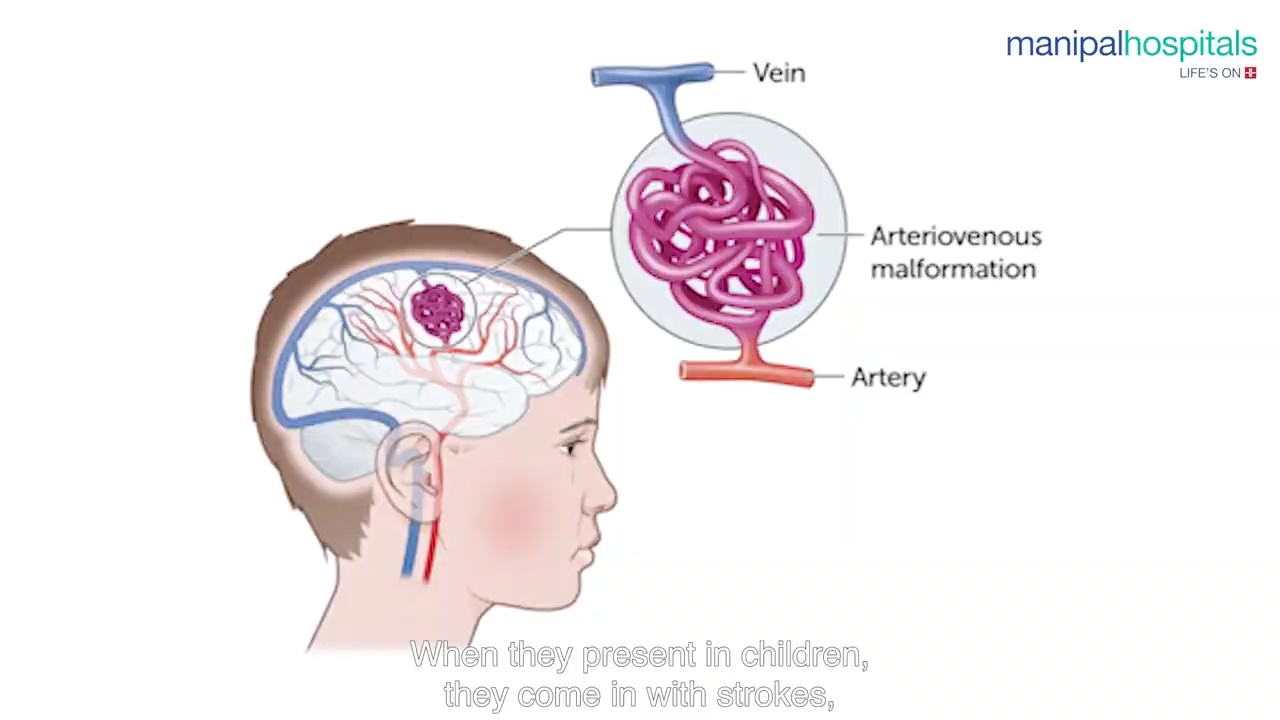 manipalhospitals
LIFE'S ON
Vein
Arteriovenous
malformation
Artery
When they present in children,
they come in with strokes,